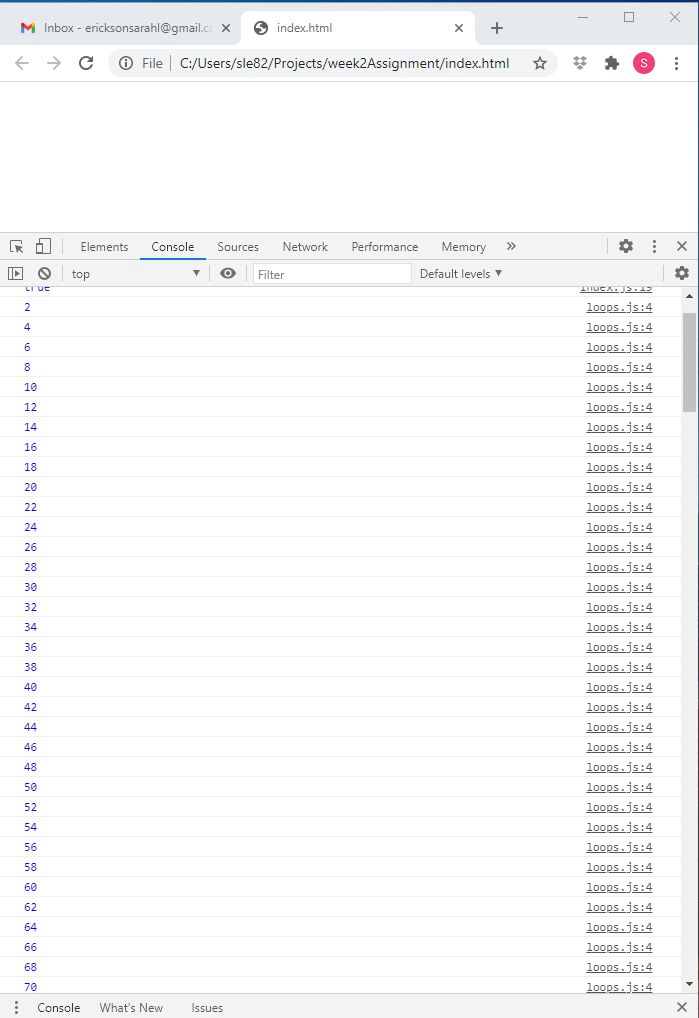 Inbox - ericksonsarahl@gmail.co
index.html
File
C:/Users/sle82/Projects/week2Assignment/index.html
S
Elements Console Sources Network Performance Memory »
top Filter Default levels
true index.js:19
2 loops.js:4
4 loops.js:4
6 loops.js:4
8 loops.js:4
10 loops.js:4
12 loops.js:4
14 loops.js:4
16 loops.js:4
18 loops.js:4
20 loops.js:4
22 loops.js:4
24 loops.js:4
26 loops.js:4
28 loops.js:4
30 loops.js:4
32 loops.js:4
34 loops.js:4
36 loops.js:4
38 loops.js:4
40 loops.js:4
42 loops.js:4
44 loops.js:4
46 loops.js:4
48 loops.js:4
50 loops.js:4
52 loops.js:4
54 loops.js:4
56 loops.js:4
58 loops.js:4
60 loops.js:4
62 loops.js:4
64 loops.js:4
66 loops.js:4
68 loops.js:4
70 loops.js:4
Console What's New Issues